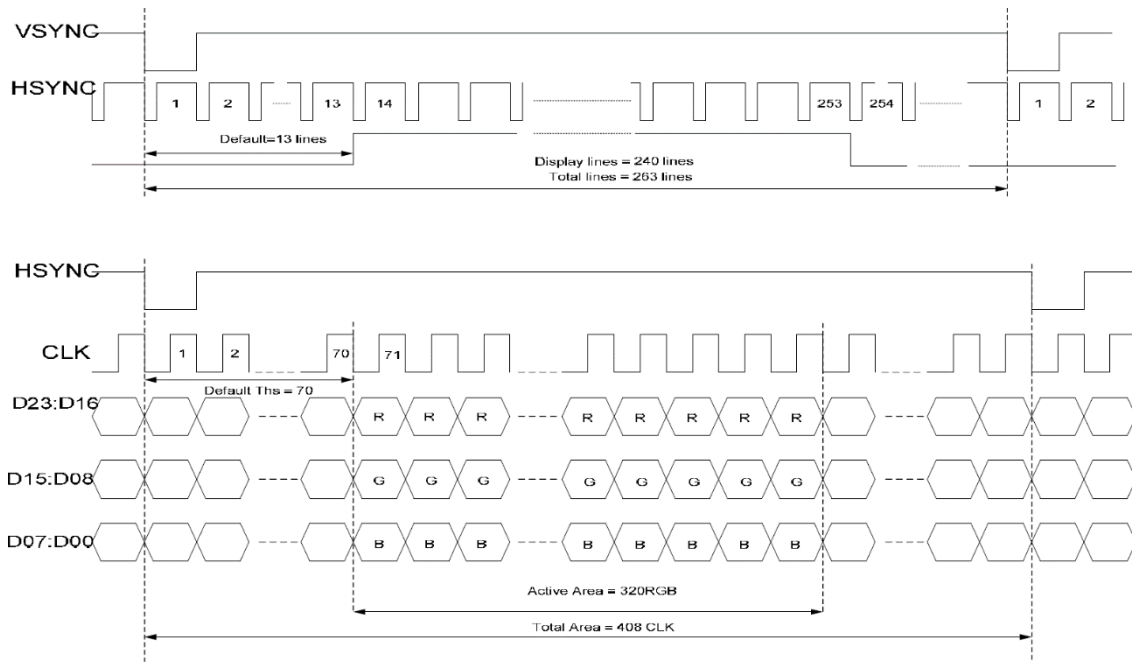 VSYNC
HSYNC
1 2 13 14 253 254 1 2
Default=13 lines
Display lines = 240 lines
Total lines = 263 lines
HSYNC
CLK
1 2 70 71
Default Ths = 70
D23:D16
R R R R R R R R
D15:D08
G G G G G G G G
D07:D00
B B B B B B B B
Active Area = 320RGB
Total Area = 408 CLK